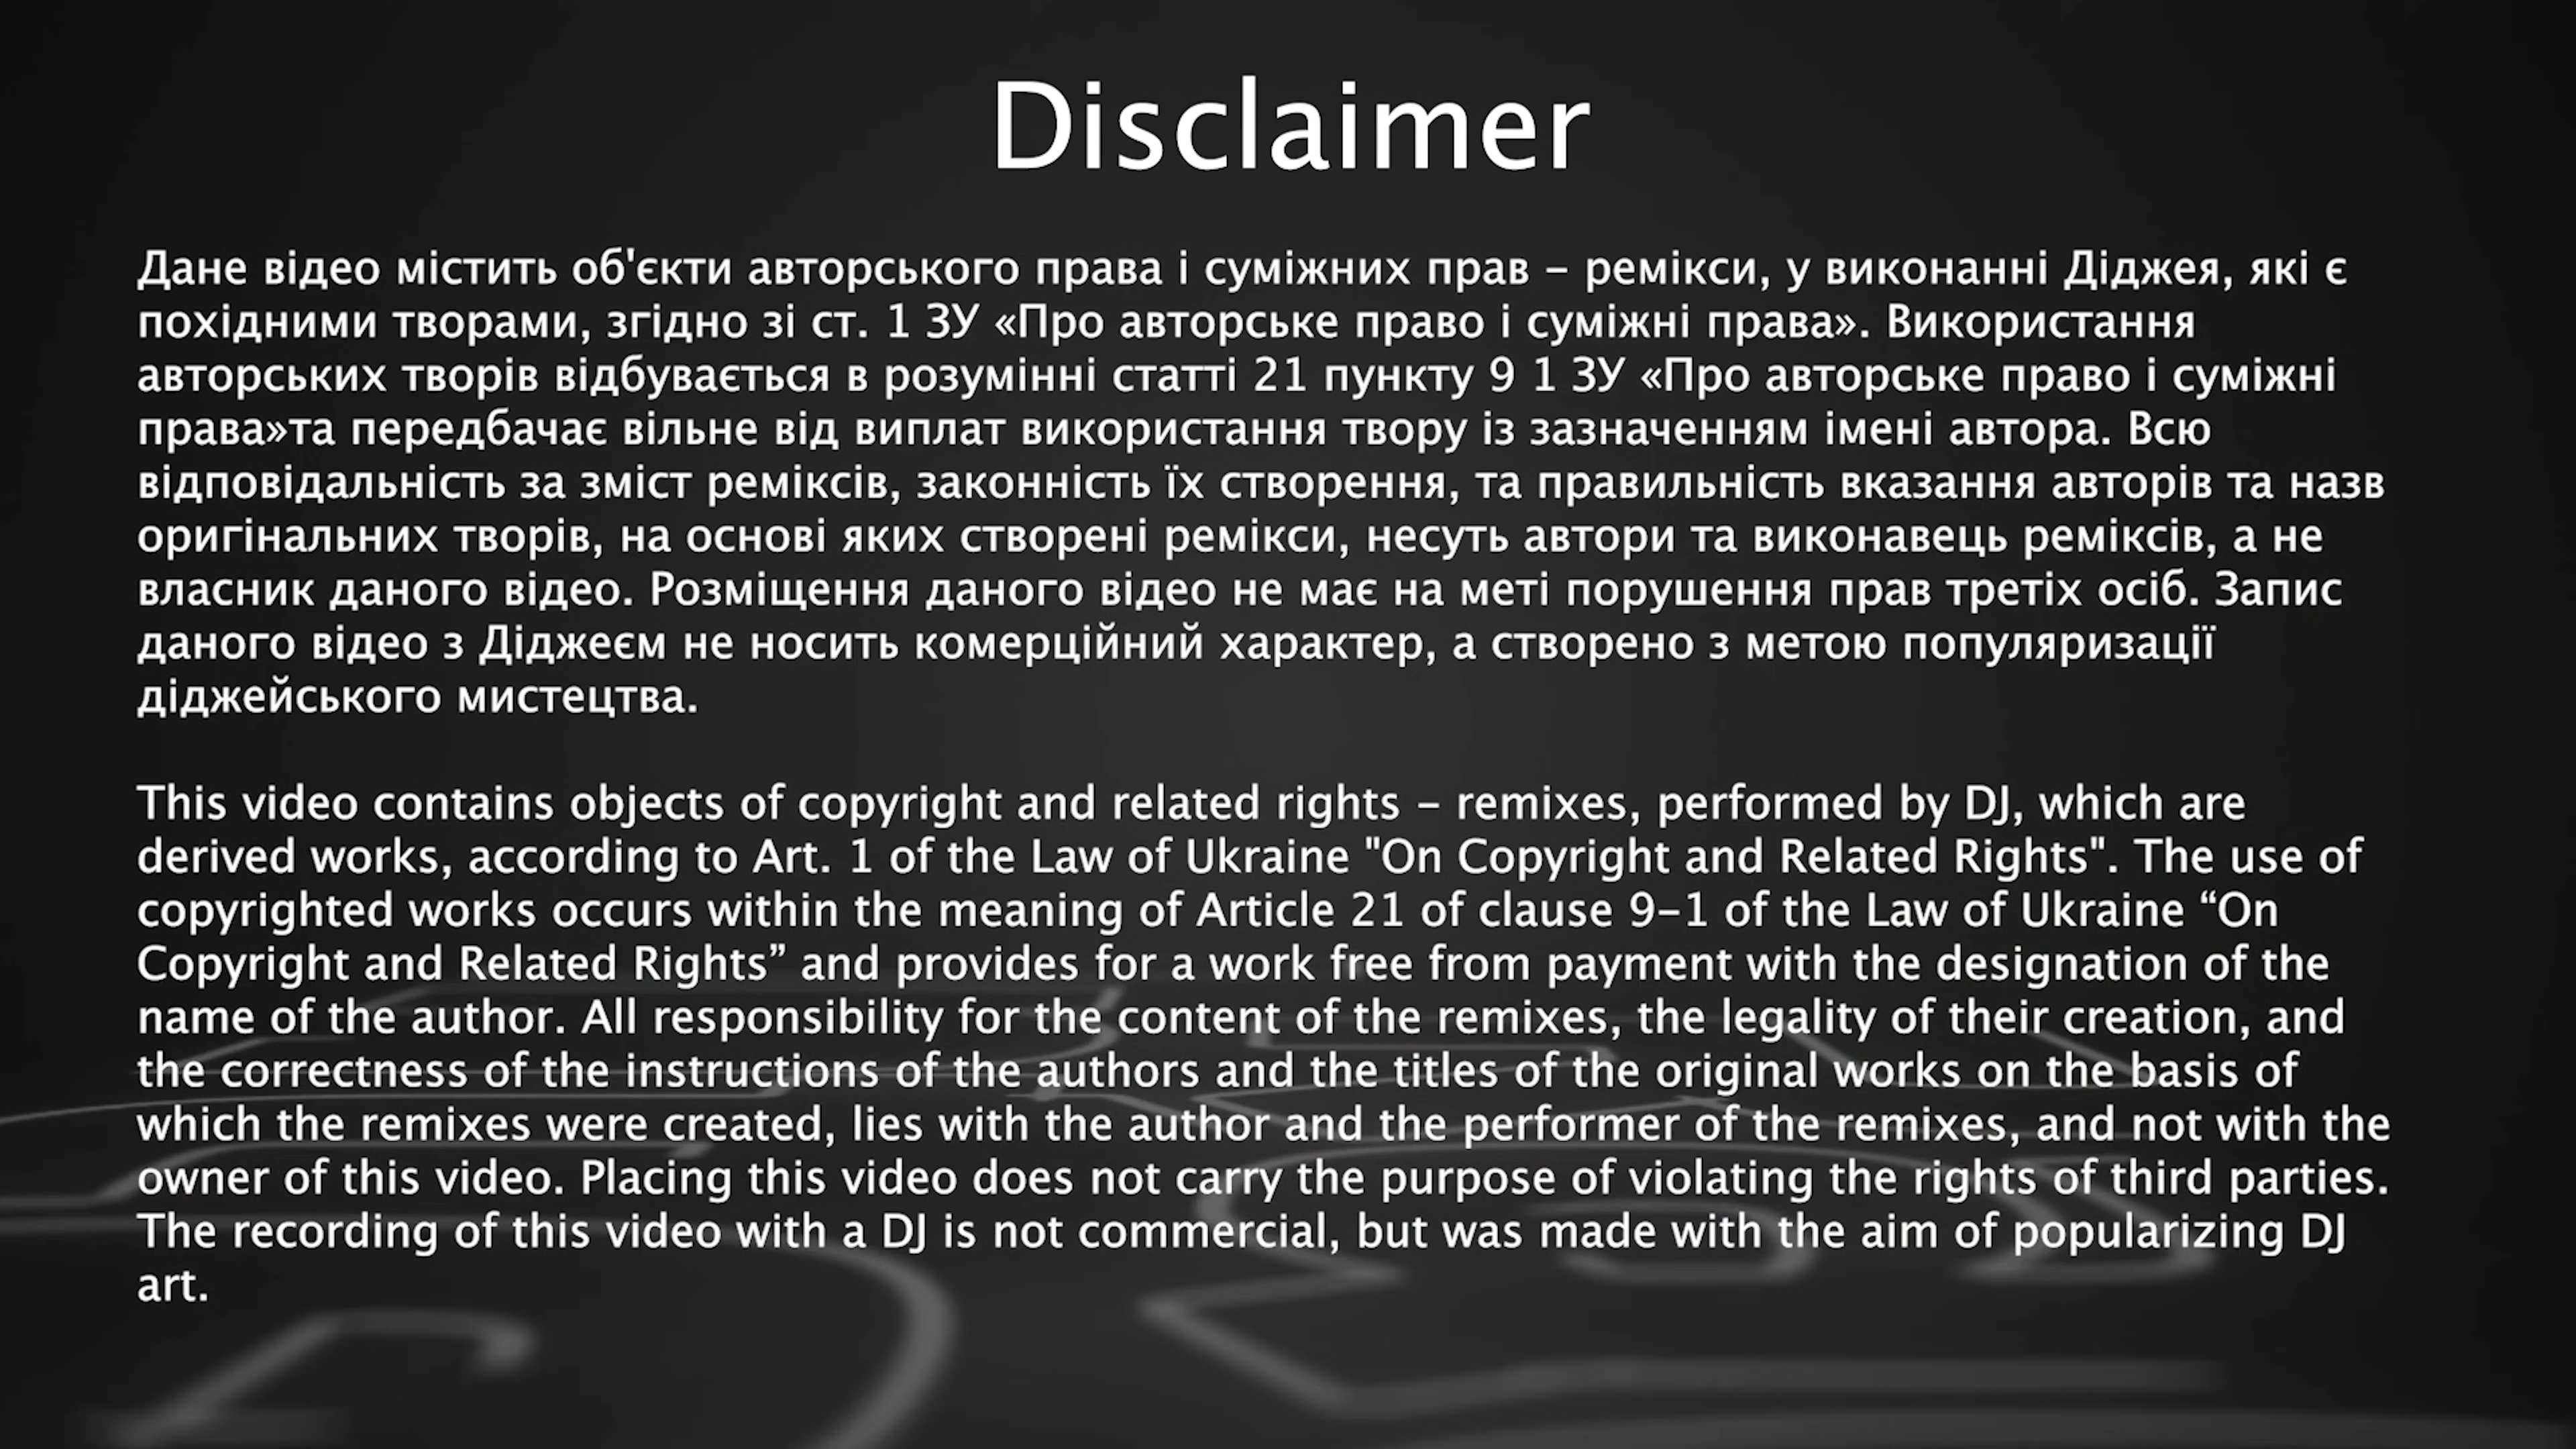 Disclaimer
Дане відео містить об'єкти авторського права і суміжних прав – ремікси, у виконанні Діджея, які є
похідними творами, згідно зі ст. 1 ЗУ «Про авторське право і суміжні права». Використання
авторських творів відбувається в розумінні статті 21 пункту 9 1 ЗУ «Про авторське право і суміжні
права»та передбачає вільне від виплат використання твору із зазначенням імені автора. Всю
відповідальність за зміст реміксів, законність їх створення, та правильність вказання авторів та назв
оригінальних творів, на основі яких створені ремікси, несуть автори та виконавець реміксів, а не
власник даного відео. Розміщення даного відео не має на меті порушення прав третіх осіб. Запис
даного відео з Діджеєм не носить комерційний характер, а створено з метою популяризації
діджейського мистецтва.
This video contains objects of copyright and related rights – remixes, performed by DJ, which are
derived works, according to Art. 1 of the Law of Ukraine "On Copyright and Related Rights". The use of
copyrighted works occurs within the meaning of Article 21 of clause 9–1 of the Law of Ukraine “On
Copyright and Related Rights” and provides for a work free from payment with the designation of the
name of the author. All responsibility for the content of the remixes, the legality of their creation, and
the correctness of the instructions of the authors and the titles of the original works on the basis of
which the remixes were created, lies with the author and the performer of the remixes, and not with the
owner of this video. Placing this video does not carry the purpose of violating the rights of third parties.
The recording of this video with a DJ is not commercial, but was made with the aim of popularizing DJ
art.